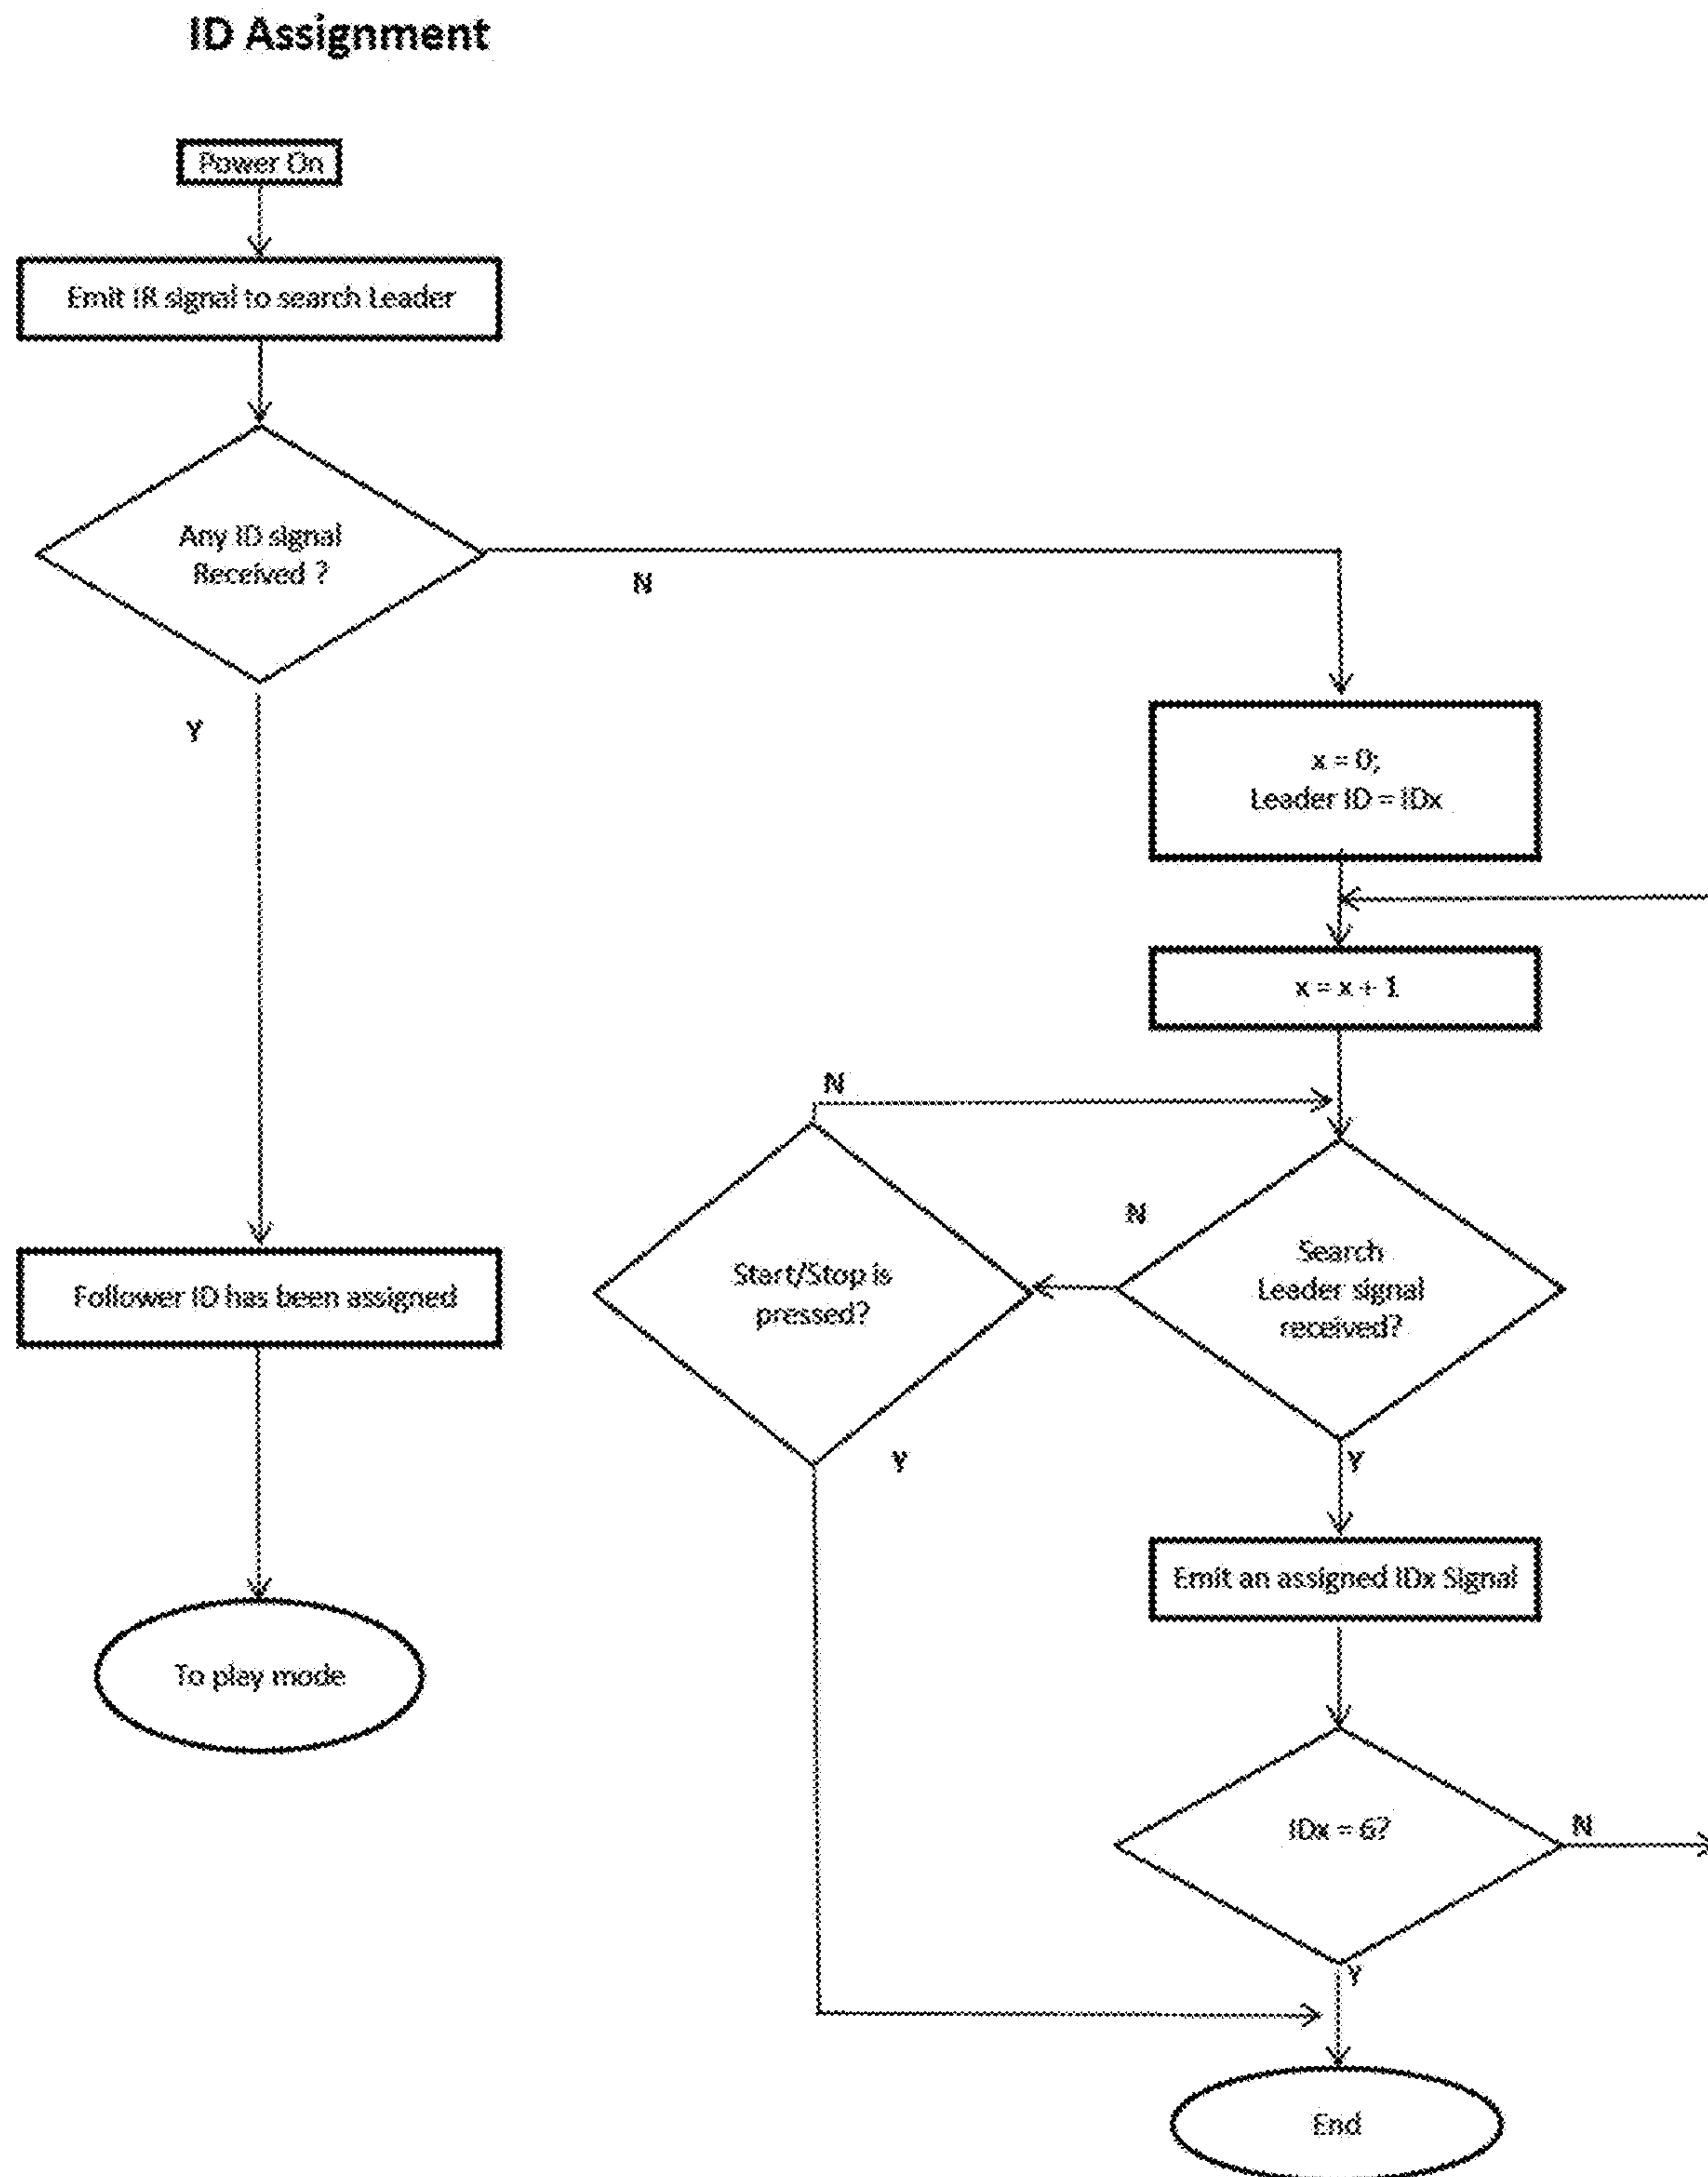 ID Assignment
Power On
Emit IR signal to search Leader
Any ID signal
Received ?
N
Y
x = 0;
Leader ID = IDx
x = x + 1
N
N
Search
Leader signal
received?
Start/Stop is
pressed?
Follower ID has been assigned
Y
Y
Emit an assigned IDx Signal
To play mode
IDx = 6?
N
Y
End